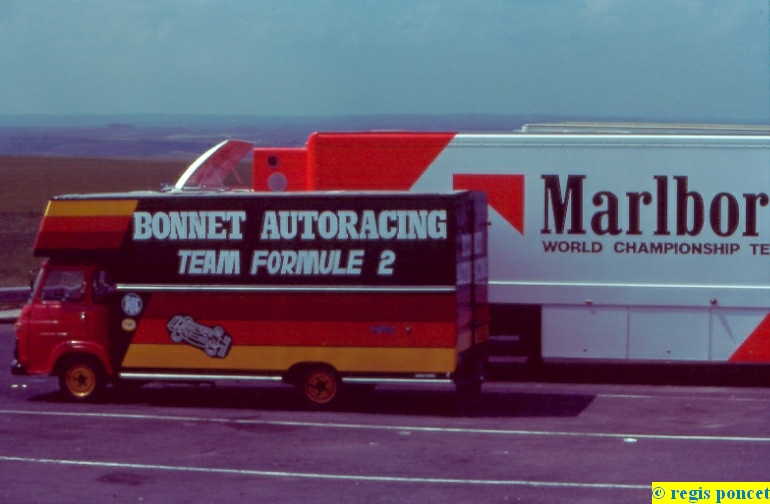 BONNET AUTORACING
TEAM FORMULE 2
Marlbor
WORLD CHAMPIONSHIP TE
© regis poncet